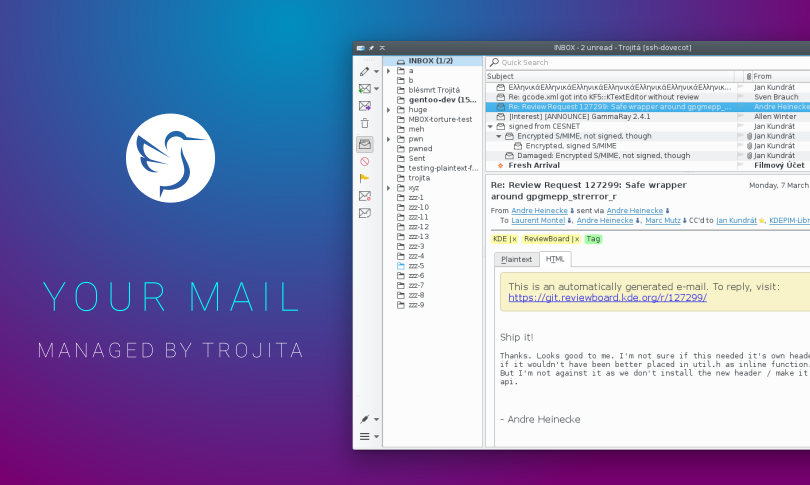 YOUR MAIL
MANAGED BY TROJITA
INBOX - 2 unread - Trojitá [ssh-dovecot]
INBOX (1/2)
a
b
blésmrt Trojitá
gentoo-dev (15...
huge
MBOX-torture-test
meh
pwn
pwned
Sent
testing-plaintext-f...
trojita
xyz
zzz-1
zzz-10
zzz-11
zzz-12
zzz-13
zzz-3
zzz-4
zzz-5
zzz-6
zzz-7
zzz-8
zzz-9
Quick Search
Subject From
ΕλληνικάΕλληνικάΕλληνικάΕλληνικάΕλληνικάΕλληνικ... Jan Kundrát
Re: gcode.xml got into KF5::KTextEditor without review Sven Brauch
Re: Review Request 127299: Safe wrapper around gpgmepp_... Andre Heinecke
[Interest] [ANNOUNCE] GammaRay 2.4.1 Allen Winter
signed from CESNET Jan Kundrát
Encrypted S/MIME, not signed, though Jan Kundrát
Encrypted, signed S/MIME Jan Kundrát
Damaged: Encrypted S/MIME, not signed, though Jan Kundrát
Fresh Arrival Filmový Účet
Re: Review Request 127299: Safe wrapper Monday, 7 March
around gpgmepp_strerror_r
From Andre Heinecke sent via Andre Heinecke
To Laurent Montel, Andre Heinecke, Marc Mutz CC'd to Jan Kundrát, KDEPIM-Libr
KDE |x ReviewBoard |x Tag
Plaintext HTML
This is an automatically generated e-mail. To reply, visit:
https://git.reviewboard.kde.org/r/127299/
Ship it!
Thanks. Looks good to me. I'm not sure if this needed it's own heade
if it wouldn't have been better placed in util.h as inline function.
But I'm not against it as we don't install the new header / make it
api.
- Andre Heinecke